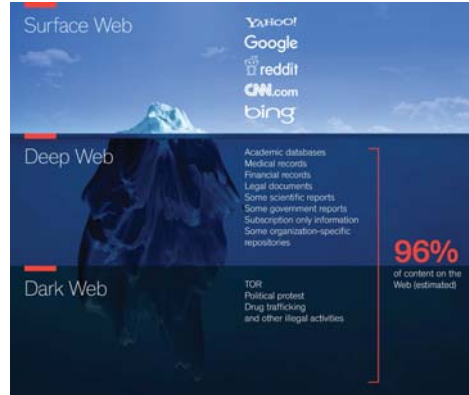 Surface Web
YAHOO!
Google
reddit
CNN.com
bing
Deep Web
Academic databases
Medical records
Financial records
Legal documents
Some scientific reports
Some government reports
Subscription only information
Some organization-specific
repositories
96%
of content on the
Web (estimated)
Dark Web
TOR
Political protest
Drug trafficking
and other illegal activities